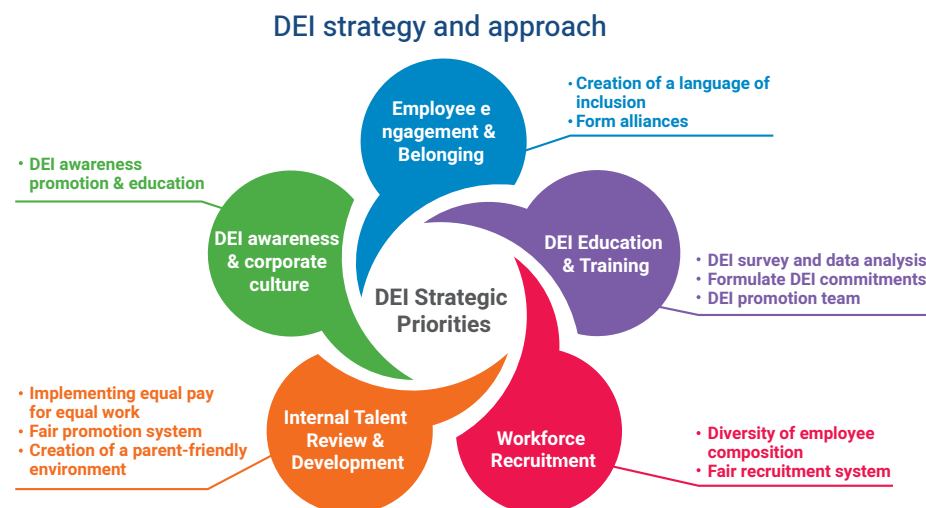 DEI strategy and approach
Employee e
ngagement &
Belonging
• Creation of a language of
inclusion
• Form alliances
• DEI awareness
promotion & education
DEI awareness
& corporate
culture
DEI Education
& Training
• DEI survey and data analysis
• Formulate DEI commitments
• DEI promotion team
DEI Strategic
Priorities
• Implementing equal pay
for equal work
• Fair promotion system
• Creation of a parent-friendly
environment
Internal Talent
Review &
Development
Workforce
Recruitment
• Diversity of employee
composition
• Fair recruitment system